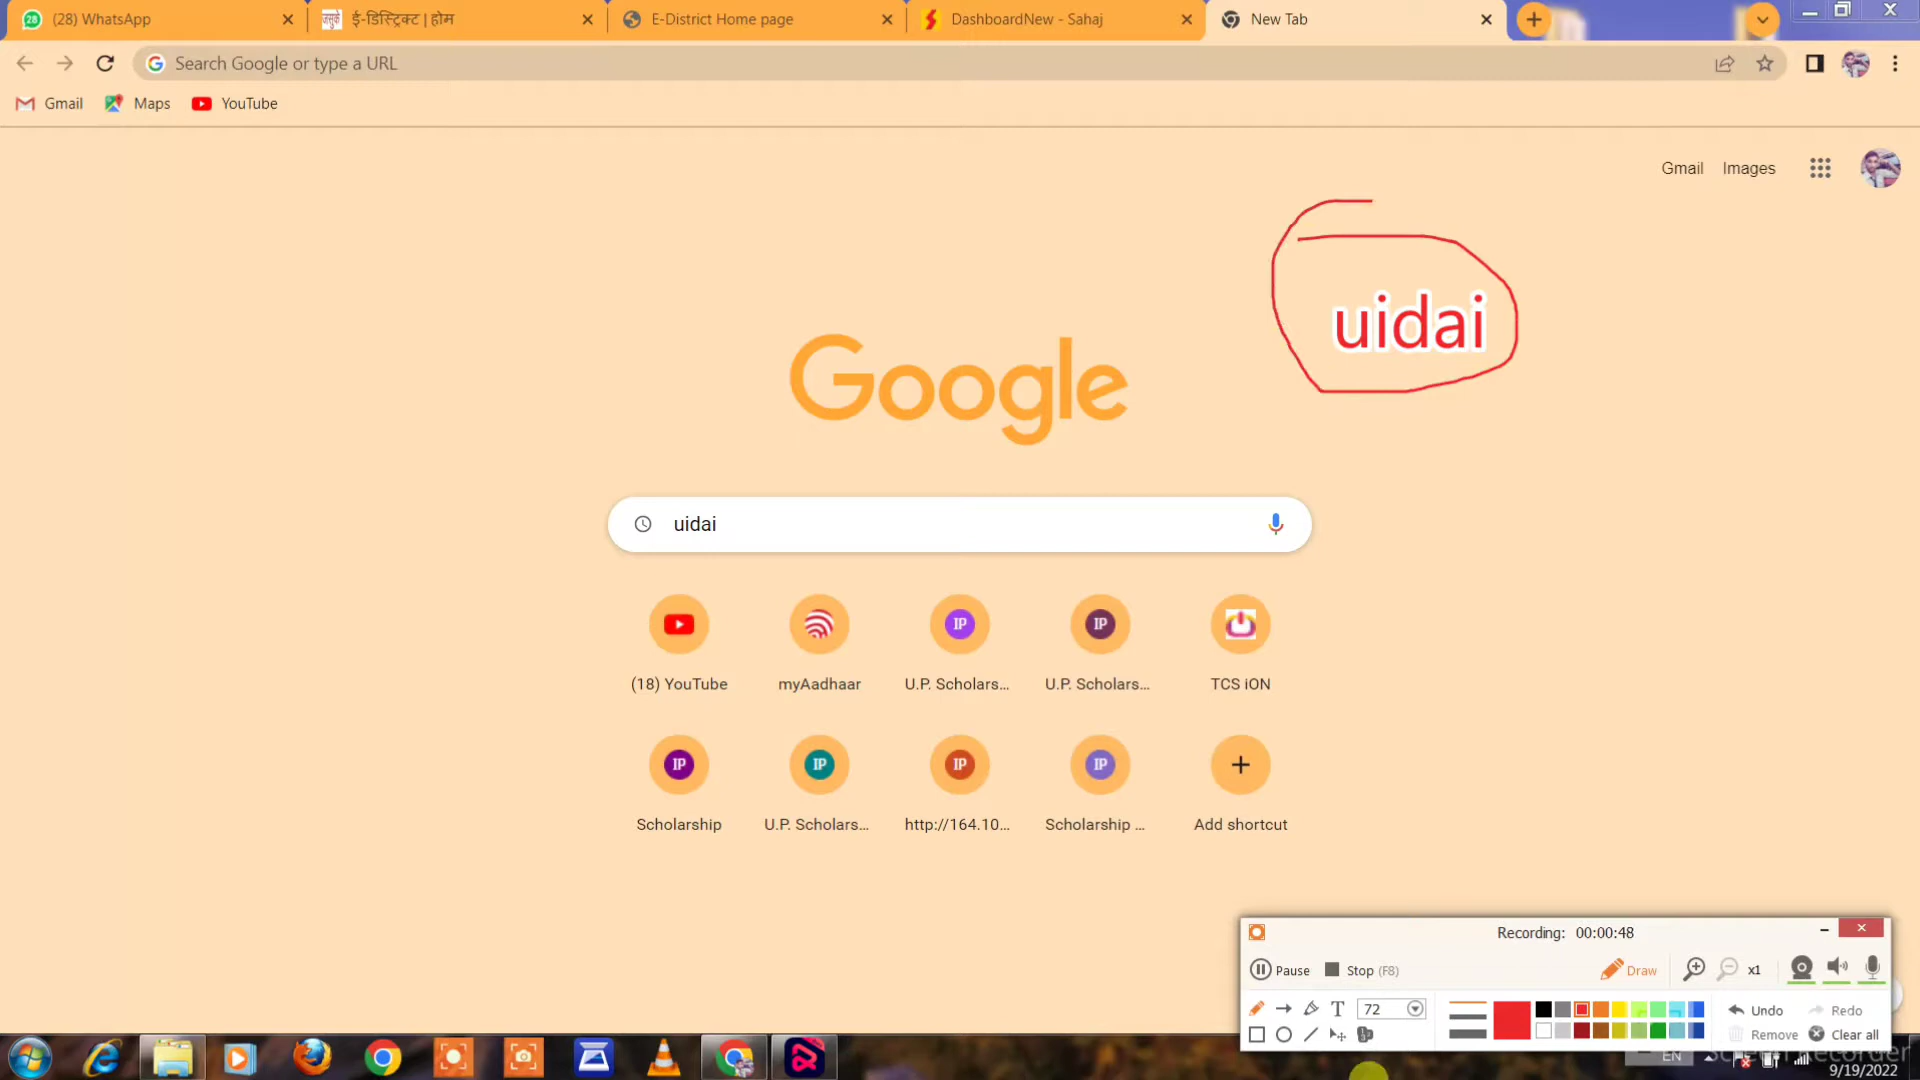 (28) WhatsApp
ई-डिस्ट्रिक्ट | होम
E-District Home page
DashboardNew - Sahaj
New Tab
Search Google or type a URL
Gmail
Maps
YouTube
Gmail
Images
uidai
Google
uidai
(18) YouTube
myAadhaar
U.P. Scholars...
U.P. Scholars...
TCS iON
Scholarship
U.P. Scholars...
http://164.10...
Scholarship ...
Add shortcut
Recording: 00:00:48
Pause
Stop (F8)
Draw
x1
T
72
Undo
Redo
Remove
Clear all
EN
9/19/2022